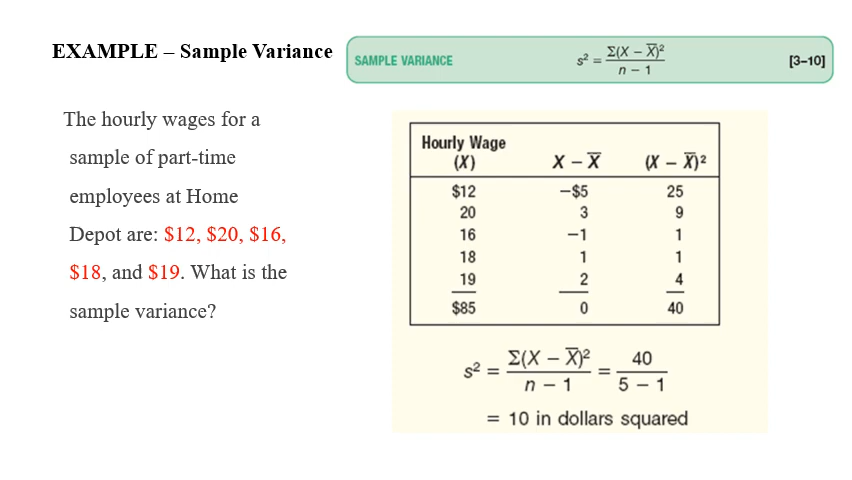 EXAMPLE – Sample Variance
SAMPLE VARIANCE s² = Σ(X – X̄)² / n – 1 [3–10]
The hourly wages for a
sample of part-time
employees at Home
Depot are: $12, $20, $16,
$18, and $19. What is the
sample variance?
Hourly Wage
(X) X – X̄ (X – X̄)²
$12 –$5 25
20 3 9
16 –1 1
18 1 1
19 2 4
$85 0 40
s² = Σ(X – X̄)² / n – 1 = 40 / 5 – 1
= 10 in dollars squared